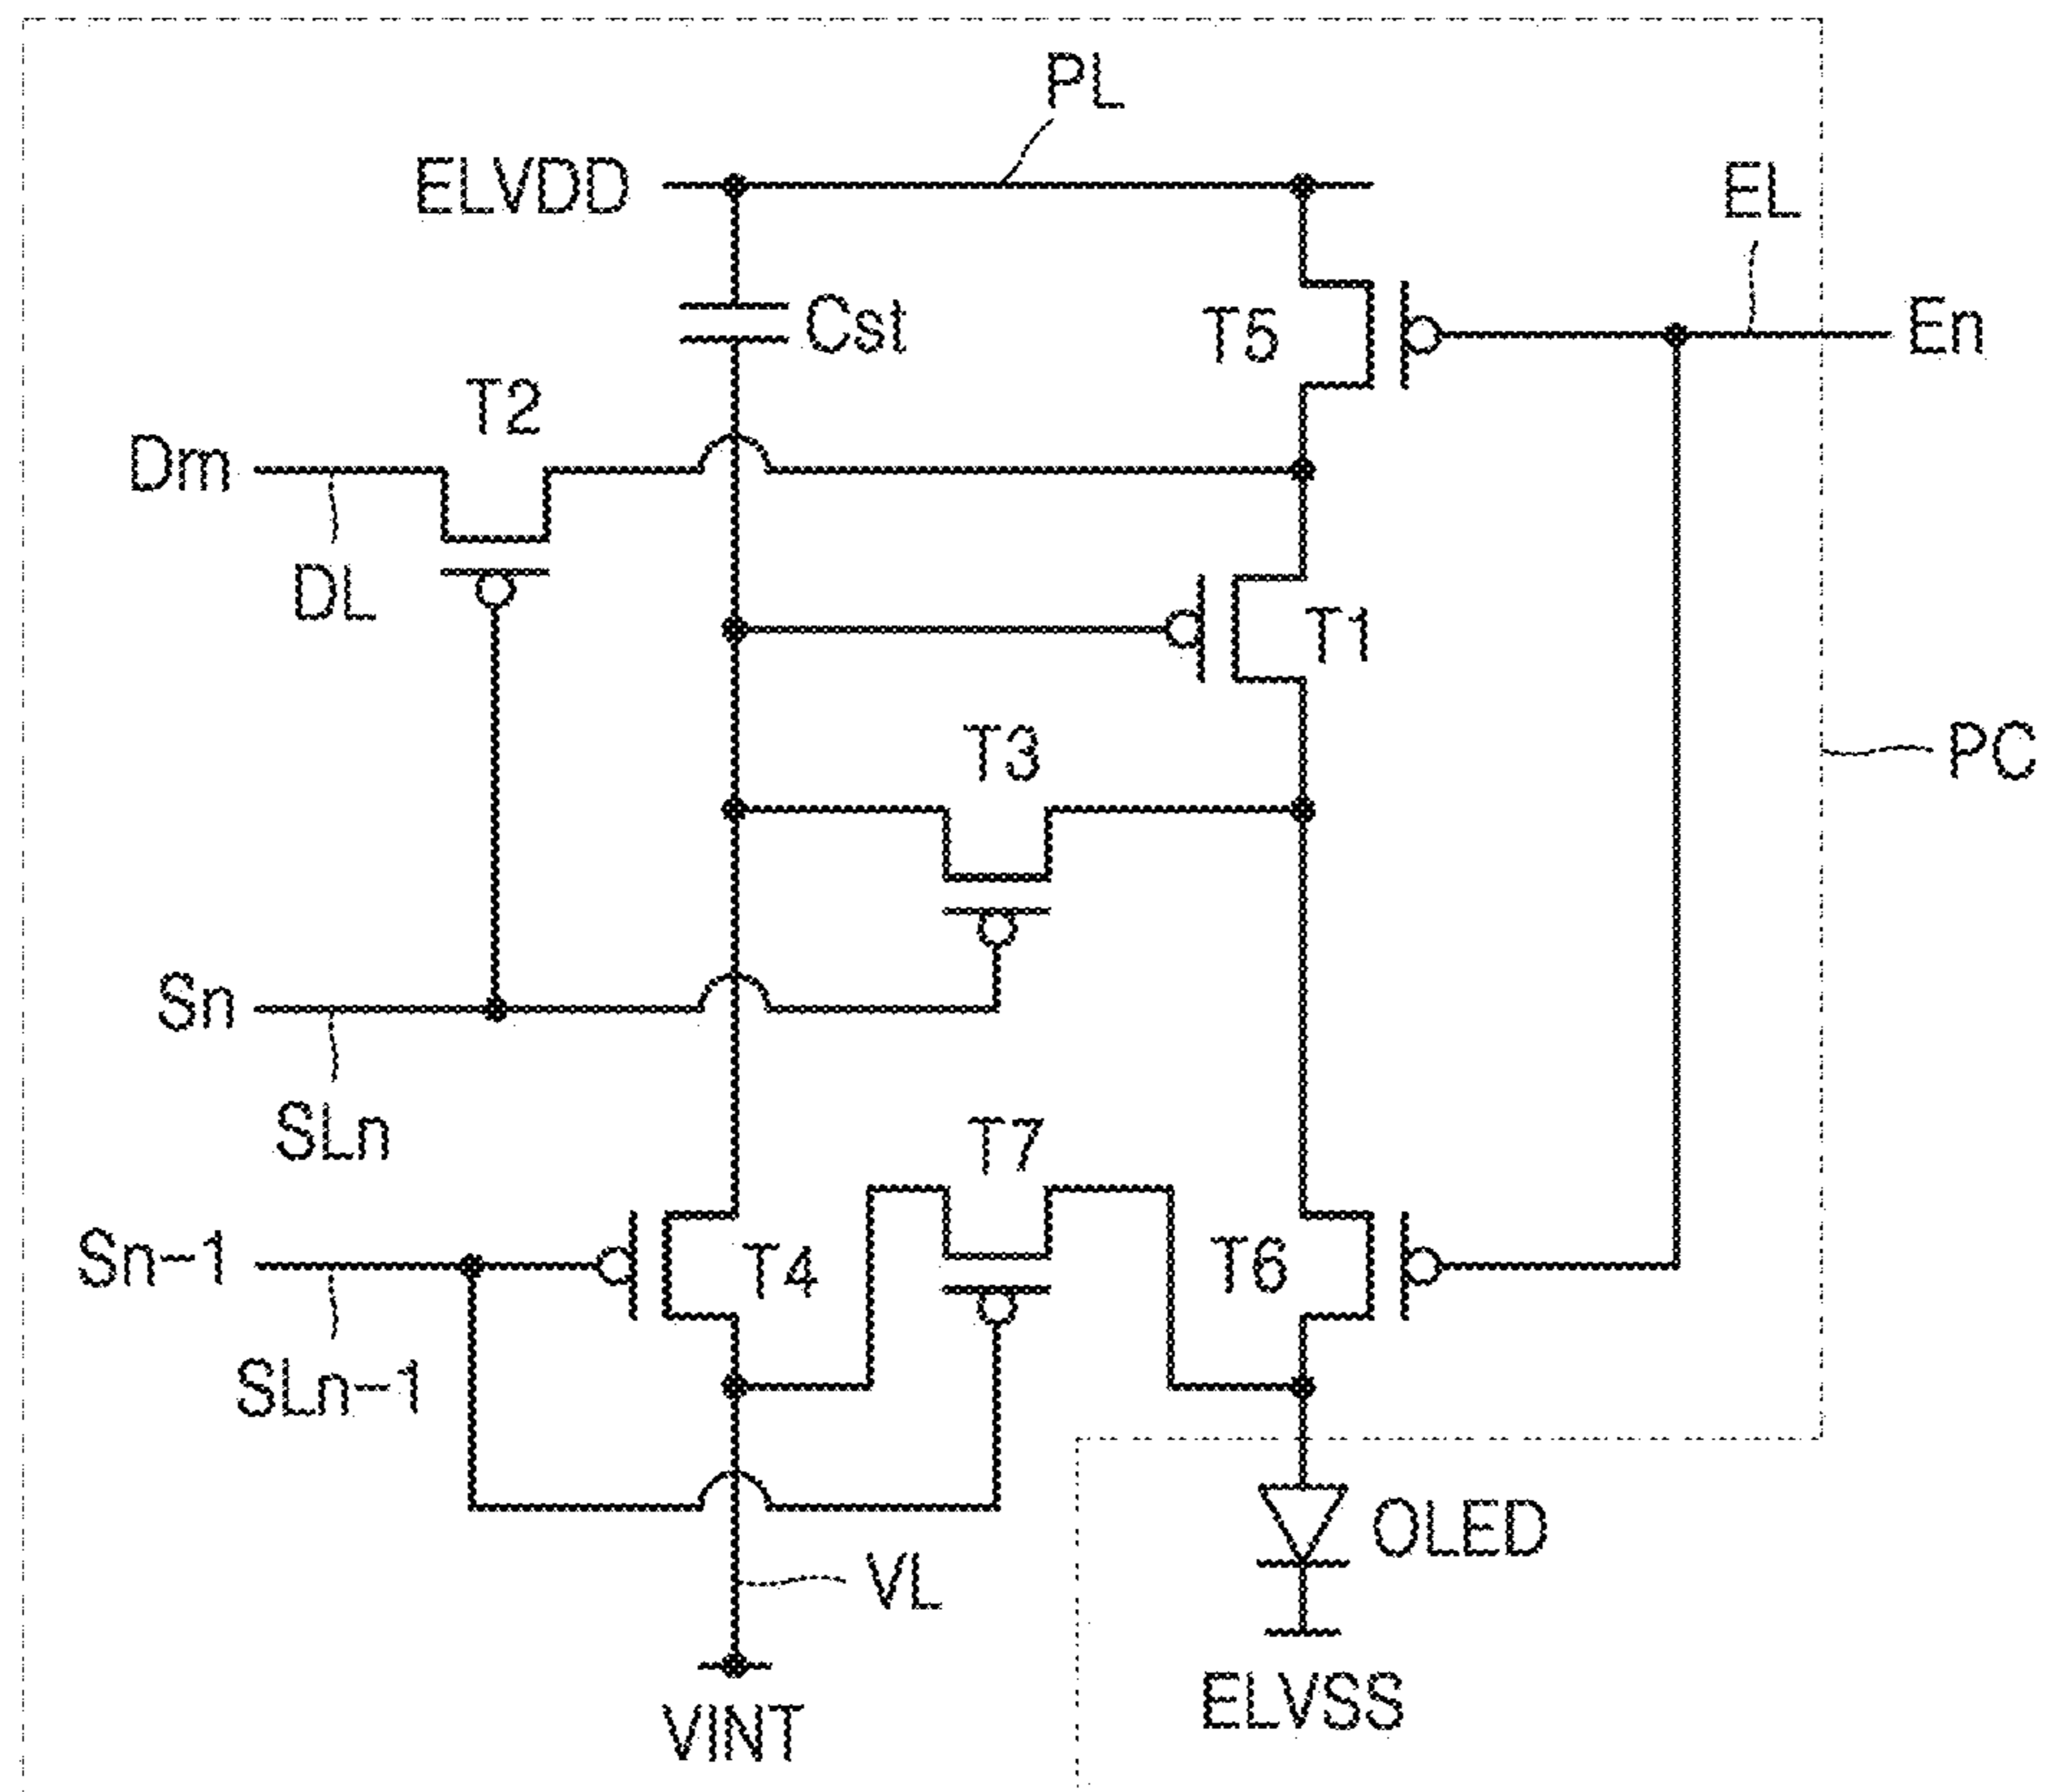 PL
ELVDD
EL
Cst
T5
En
T2
Dm
DL
T1
T3
PC
Sn
SLn
T7
Sn-1
T4
T6
SLn-1
OLED
VL
ELVSS
VINT